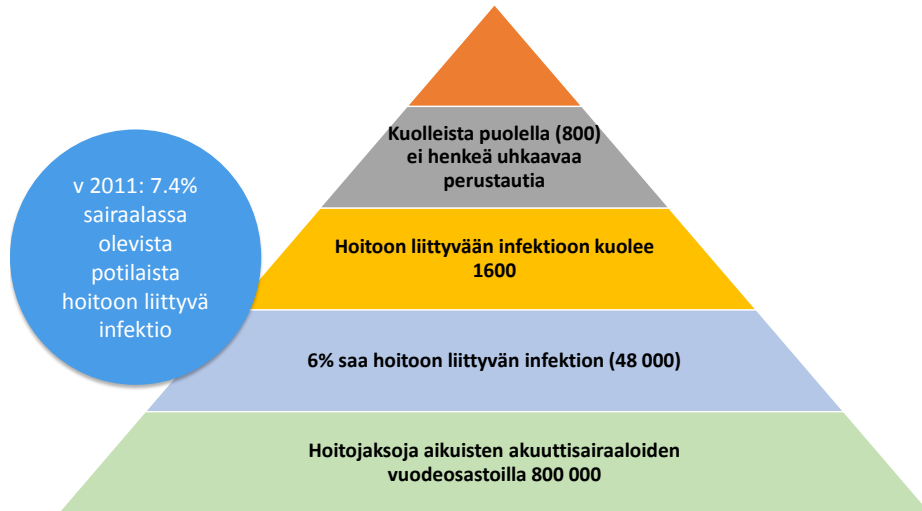 Kuolleista puolella (800)
ei henkeä uhkaavaa
perustautia
v 2011: 7.4%
sairaalassa
olevista
potilaista
hoitoon liittyvä
infektio
Hoitoon liittyvään infektioon kuolee
1600
6% saa hoitoon liittyvän infektion (48 000)
Hoitojaksoja aikuisten akuuttisairaaloiden
vuodeosastoilla 800 000